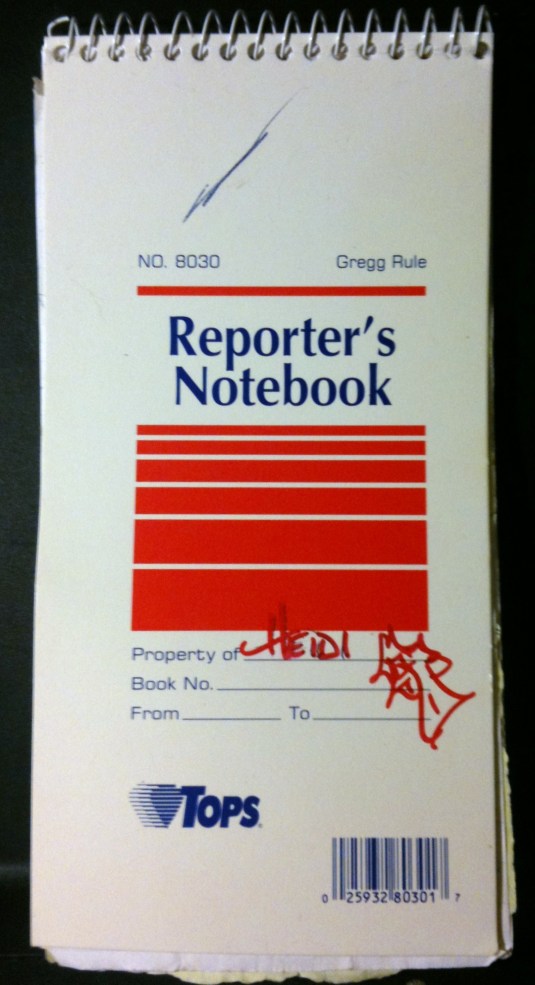 NO. 8030 Gregg Rule
Reporter's
Notebook
Property of HEIDI
Book No.
From To
TOPS
0 25932 80301 7